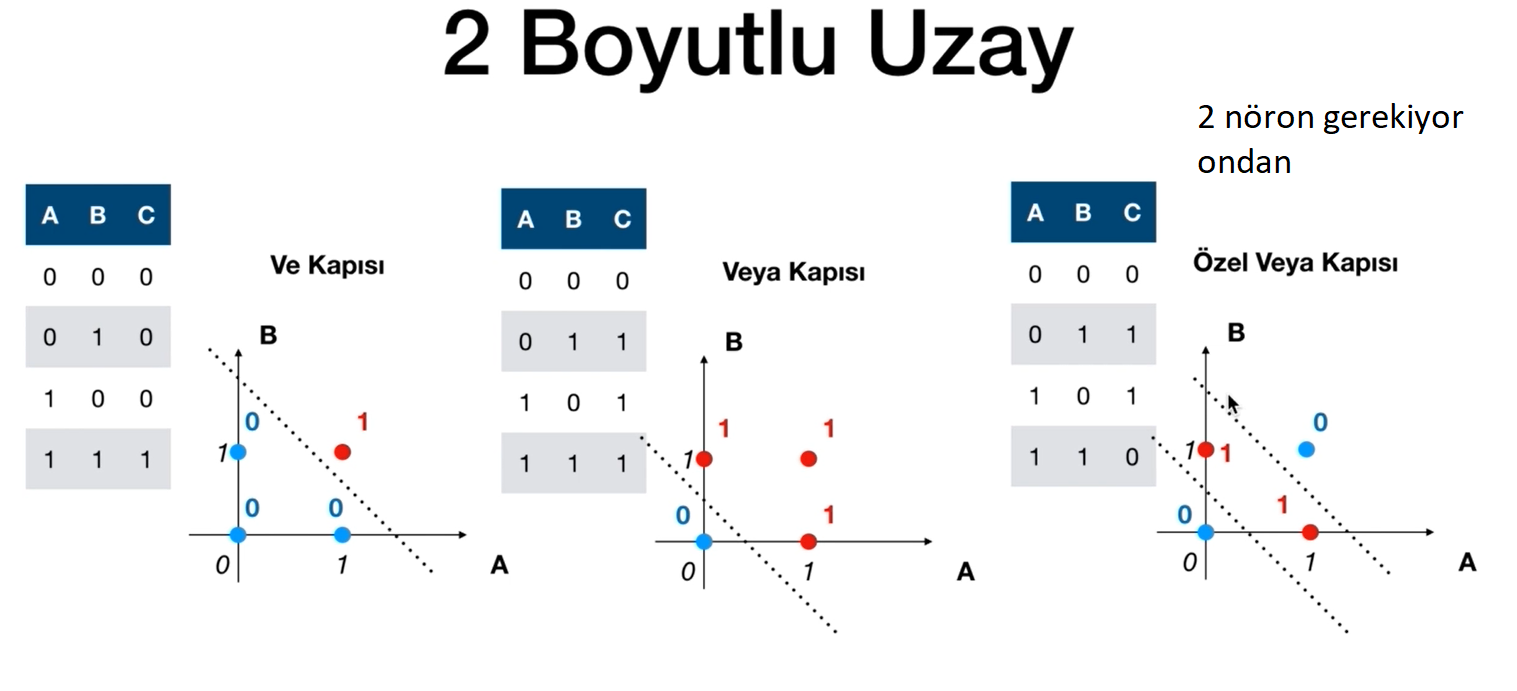 2 Boyutlu Uzay
2 nöron gerekiyor
ondan
A B C
0 0 0
0 1 0
1 0 0
1 1 1
Ve Kapısı
B
0
1
1
0
0
0
1
A
A B C
0 0 0
0 1 1
1 0 1
1 1 1
Veya Kapısı
B
1
1
1
0
1
0
1
A
A B C
0 0 0
0 1 1
1 0 1
1 1 0
Özel Veya Kapısı
B
0
1
1
0
1
0
1
A